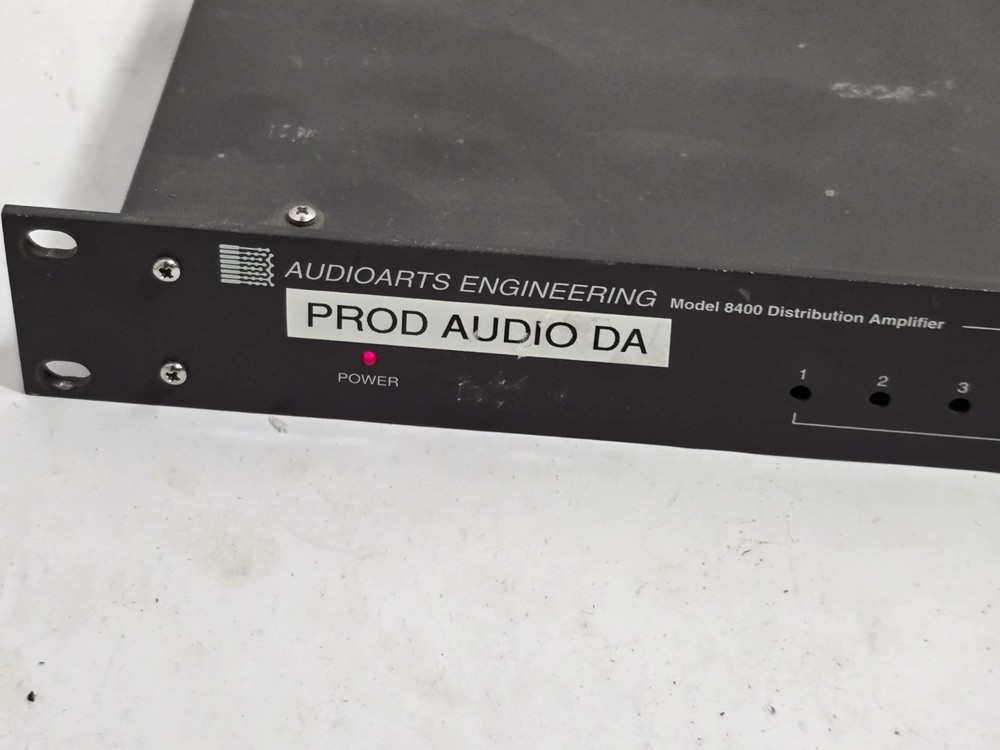 AUDIOARTS ENGINEERING Model 8400 Distribution Amplifier
PROD AUDIO DA
POWER
1 2 3